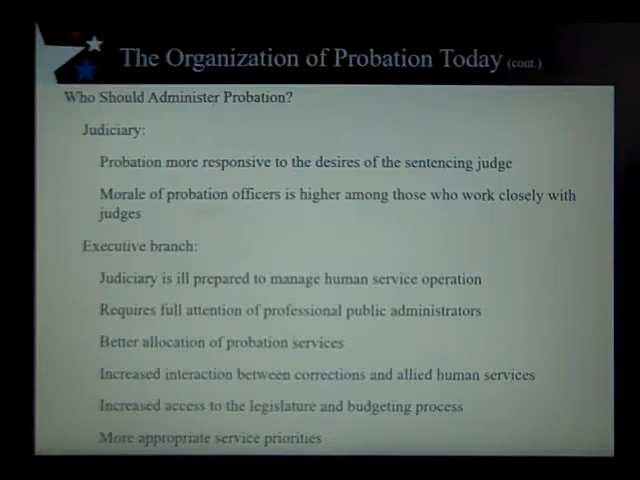 The Organization of Probation Today (cont.)
Who Should Administer Probation?
Judiciary:
Probation more responsive to the desires of the sentencing judge
Morale of probation officers is higher among those who work closely with
judges
Executive branch:
Judiciary is ill prepared to manage human service operation
Requires full attention of professional public administrators
Better allocation of probation services
Increased interaction between corrections and allied human services
Increased access to the legislature and budgeting process
More appropriate service priorities